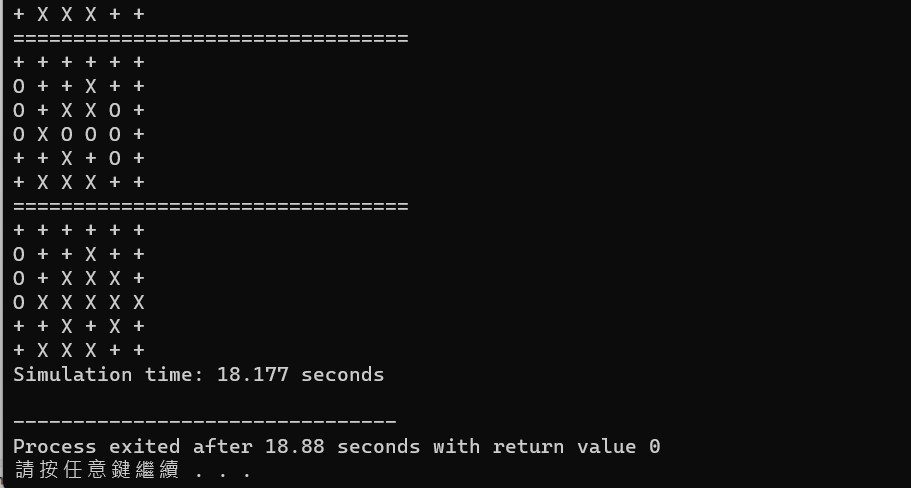 + X X X + +
=================================
+ + + + + +
O + + X + +
O + X X O +
O X O O O +
+ + X + O +
+ X X X + +
=================================
+ + + + + +
O + + X + +
O + X X X +
O X X X X X
+ + X + X +
+ X X X + +
Simulation time: 18.177 seconds
--------------------------------
Process exited after 18.88 seconds with return value 0
請按任意鍵繼續 . . .